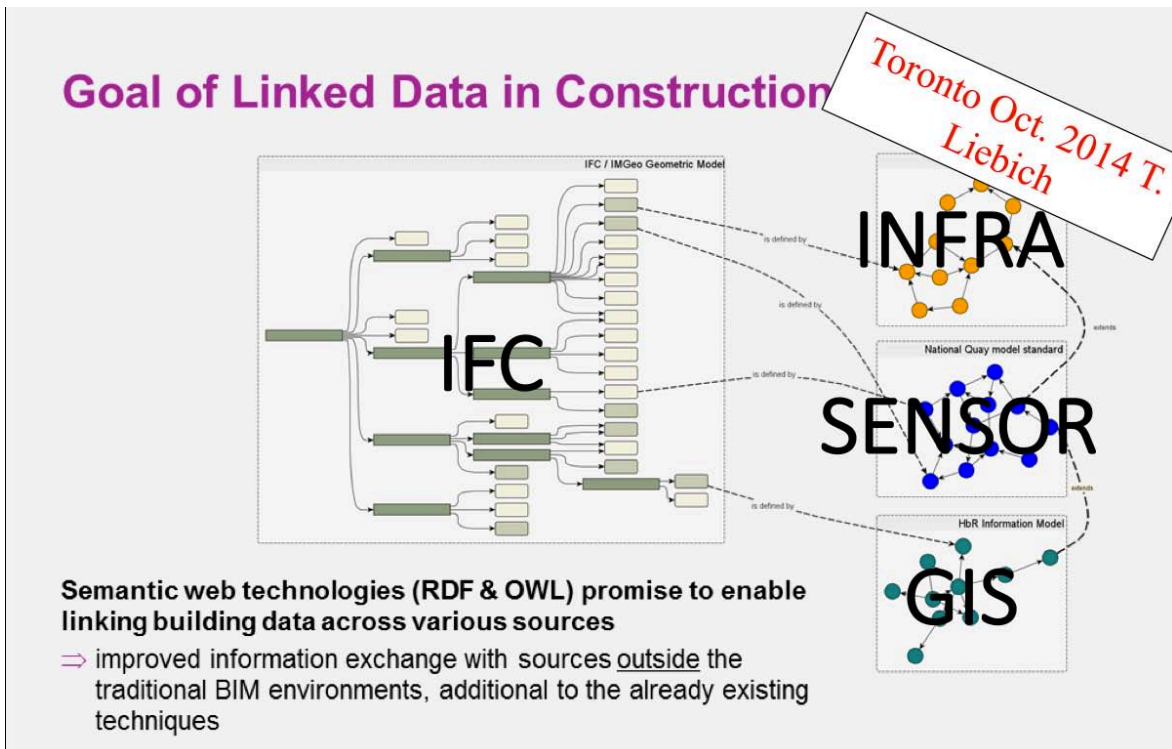 Goal of Linked Data in Construction
Toronto Oct. 2014 T.
Liebich
IFC / IMGeo Geometric Model
IFC
is defined by
is defined by
is defined by
is defined by
INFRA
extends
National Quay model standard
SENSOR
extends
HbR Information Model
GIS
Semantic web technologies (RDF & OWL) promise to enable
linking building data across various sources
⇒ improved information exchange with sources outside the
traditional BIM environments, additional to the already existing
techniques